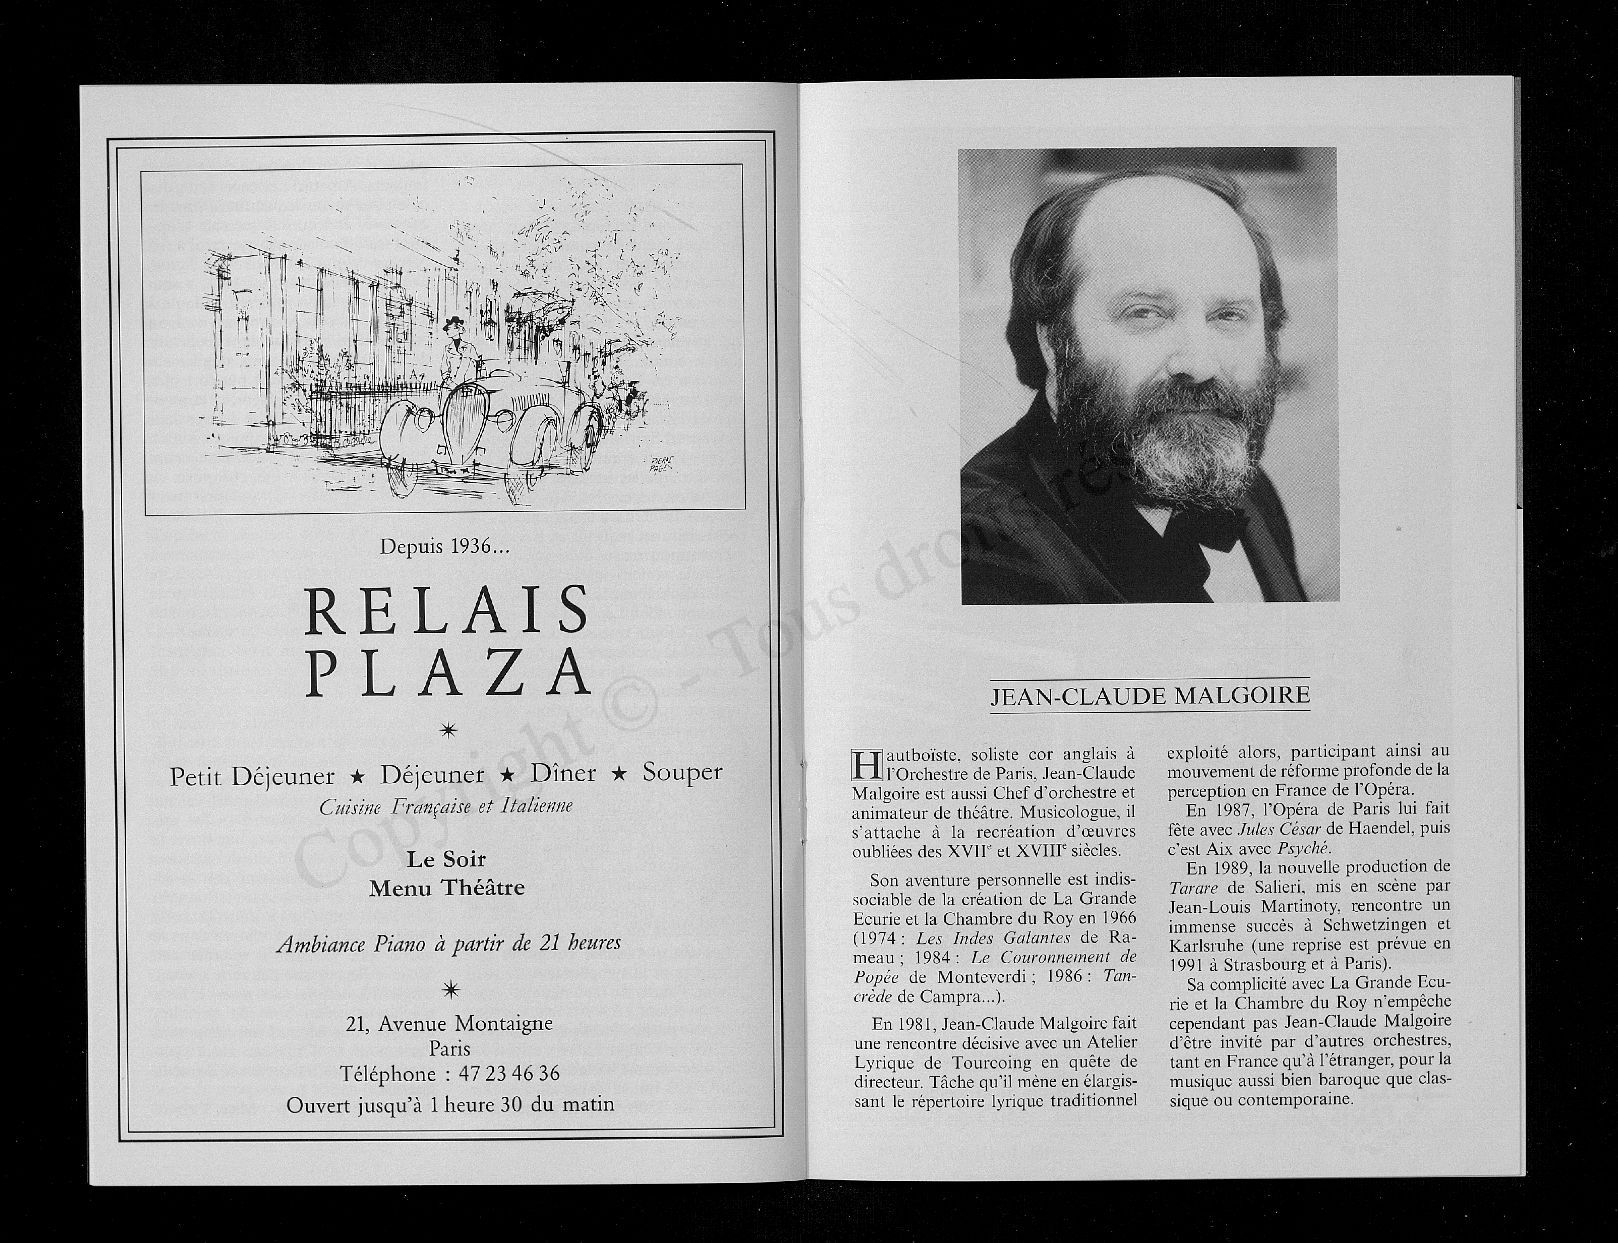 PIERRE
PAGES
Depuis 1936...
RELAIS
PLAZA
Petit Déjeuner ★ Déjeuner ★ Dîner ★ Souper
Cuisine Française et Italienne
Le Soir
Menu Théâtre
Ambiance Piano à partir de 21 heures
21, Avenue Montaigne
Paris
Téléphone : 47 23 46 36
Ouvert jusqu'à 1 heure 30 du matin
Copyright © - Tous droits rés
JEAN-CLAUDE MALGOIRE
Hautboïste, soliste cor anglais à
l'Orchestre de Paris, Jean-Claude
Malgoire est aussi Chef d'orchestre et
animateur de théâtre. Musicologue, il
s'attache à la recréation d'œuvres
oubliées des XVIIe et XVIIIe siècles.
Son aventure personnelle est indis-
sociable de la création de La Grande
Ecurie et la Chambre du Roy en 1966
(1974 : Les Indes Galantes de Ra-
meau ; 1984 : Le Couronnement de
Popée de Monteverdi ; 1986 : Tan-
crède de Campra...).
En 1981, Jean-Claude Malgoire fait
une rencontre décisive avec un Atelier
Lyrique de Tourcoing en quête de
directeur. Tâche qu'il mène en élargis-
sant le répertoire lyrique traditionnel
exploité alors, participant ainsi au
mouvement de réforme profonde de la
perception en France de l'Opéra.
En 1987, l'Opéra de Paris lui fait
fête avec Jules César de Haendel, puis
c'est Aix avec Psyché.
En 1989, la nouvelle production de
Tarare de Salieri, mis en scène par
Jean-Louis Martinoty, rencontre un
immense succès à Schwetzingen et
Karlsruhe (une reprise est prévue en
1991 à Strasbourg et à Paris).
Sa complicité avec La Grande Ecu-
rie et la Chambre du Roy n'empêche
cependant pas Jean-Claude Malgoire
d'être invité par d'autres orchestres,
tant en France qu'à l'étranger, pour la
musique aussi bien baroque que clas-
sique ou contemporaine.